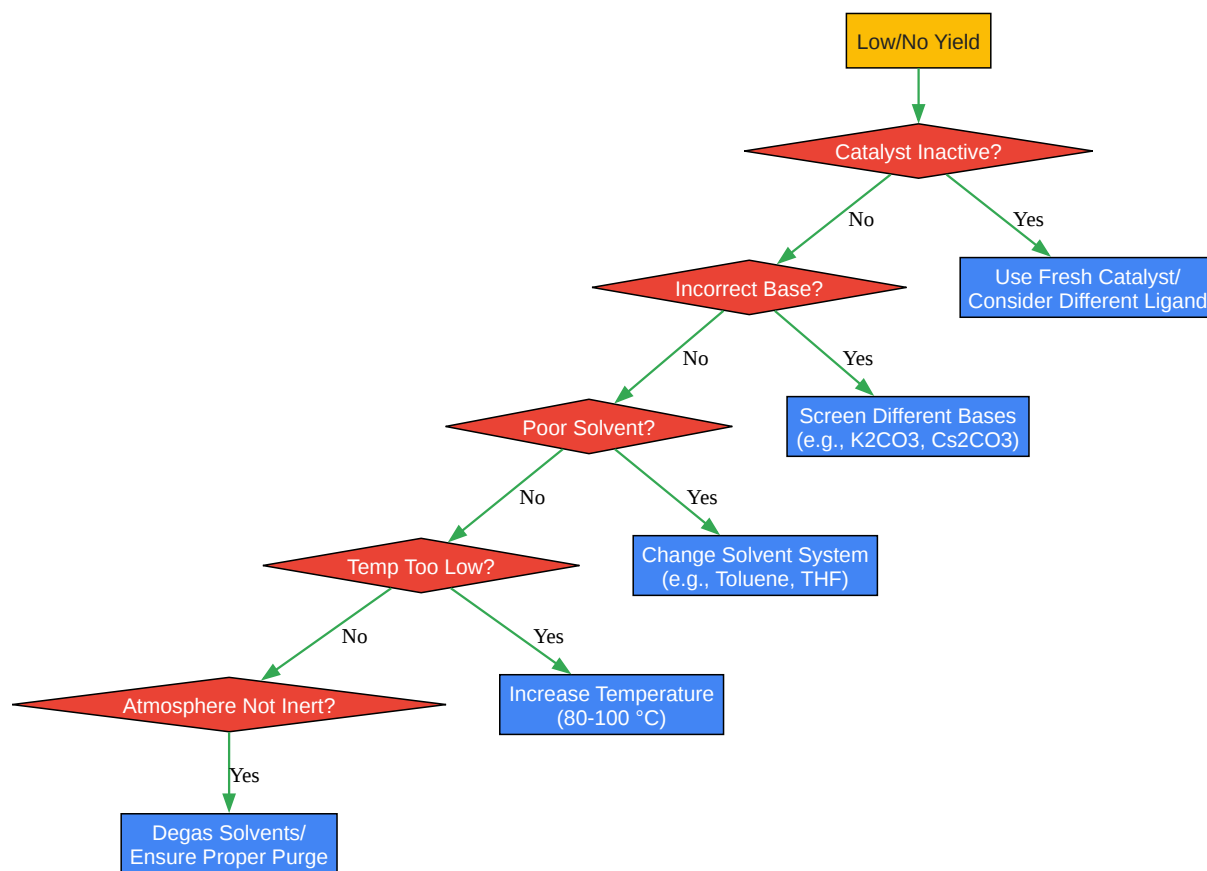 Low/No Yield
Catalyst Inactive?
No
Yes
Incorrect Base?
Use Fresh Catalyst/
Consider Different Ligand
No
Yes
Poor Solvent?
Screen Different Bases
(e.g., K2CO3, Cs2CO3)
No
Yes
Temp Too Low?
Change Solvent System
(e.g., Toluene, THF)
No
Yes
Atmosphere Not Inert?
Increase Temperature
(80-100 °C)
Yes
Degas Solvents/
Ensure Proper Purge